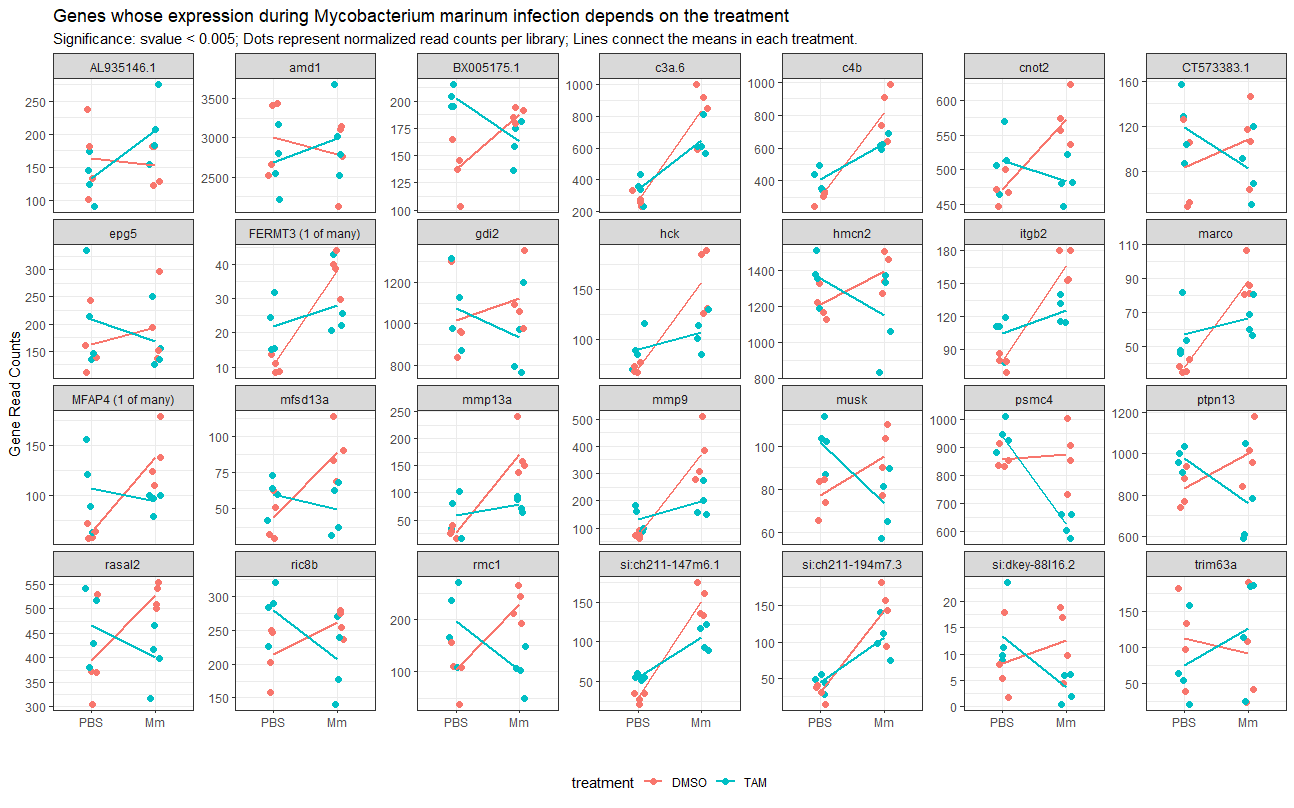 Genes whose expression during Mycobacterium marinum infection depends on the treatment
Significance: svalue < 0.005; Dots represent normalized read counts per library; Lines connect the means in each treatment.
AL935146.1 amd1 BX005175.1 c3a.6 c4b cnot2 CT573383.1
250 200 150 100
3500 3000 2500
200 175 150 125 100
1000 800 600 400 200
1000 800 600 400
600 550 500 450
160 120 80
epg5 FERMT3 (1 of many) gdi2 hck hmcn2 itgb2 marco
300 250 200 150
40 30 20 10
1200 1000 800
150 100
1400 1200 1000 800
180 150 120 90
110 90 70 50
Gene Read Counts
MFAP4 (1 of many) mfsd13a mmp13a mmp9 musk psmc4 ptpn13
150 100
100 75 50
250 200 150 100 50
500 400 300 200 100
100 80 60
1000 900 800 700 600
1200 1000 800 600
rasal2 ric8b rmc1 si:ch211-147m6.1 si:ch211-194m7.3 si:dkey-88l16.2 trim63a
550 500 450 400 350 300
300 250 200 150
200 100
150 100 50
150 100 50
20 15 10 5 0
150 100 50
PBS Mm PBS Mm PBS Mm PBS Mm PBS Mm PBS Mm PBS Mm
treatment DMSO TAM